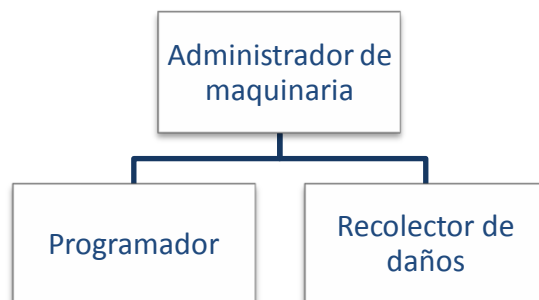 Administrador de
maquinaria
Programador
Recolector de
daños